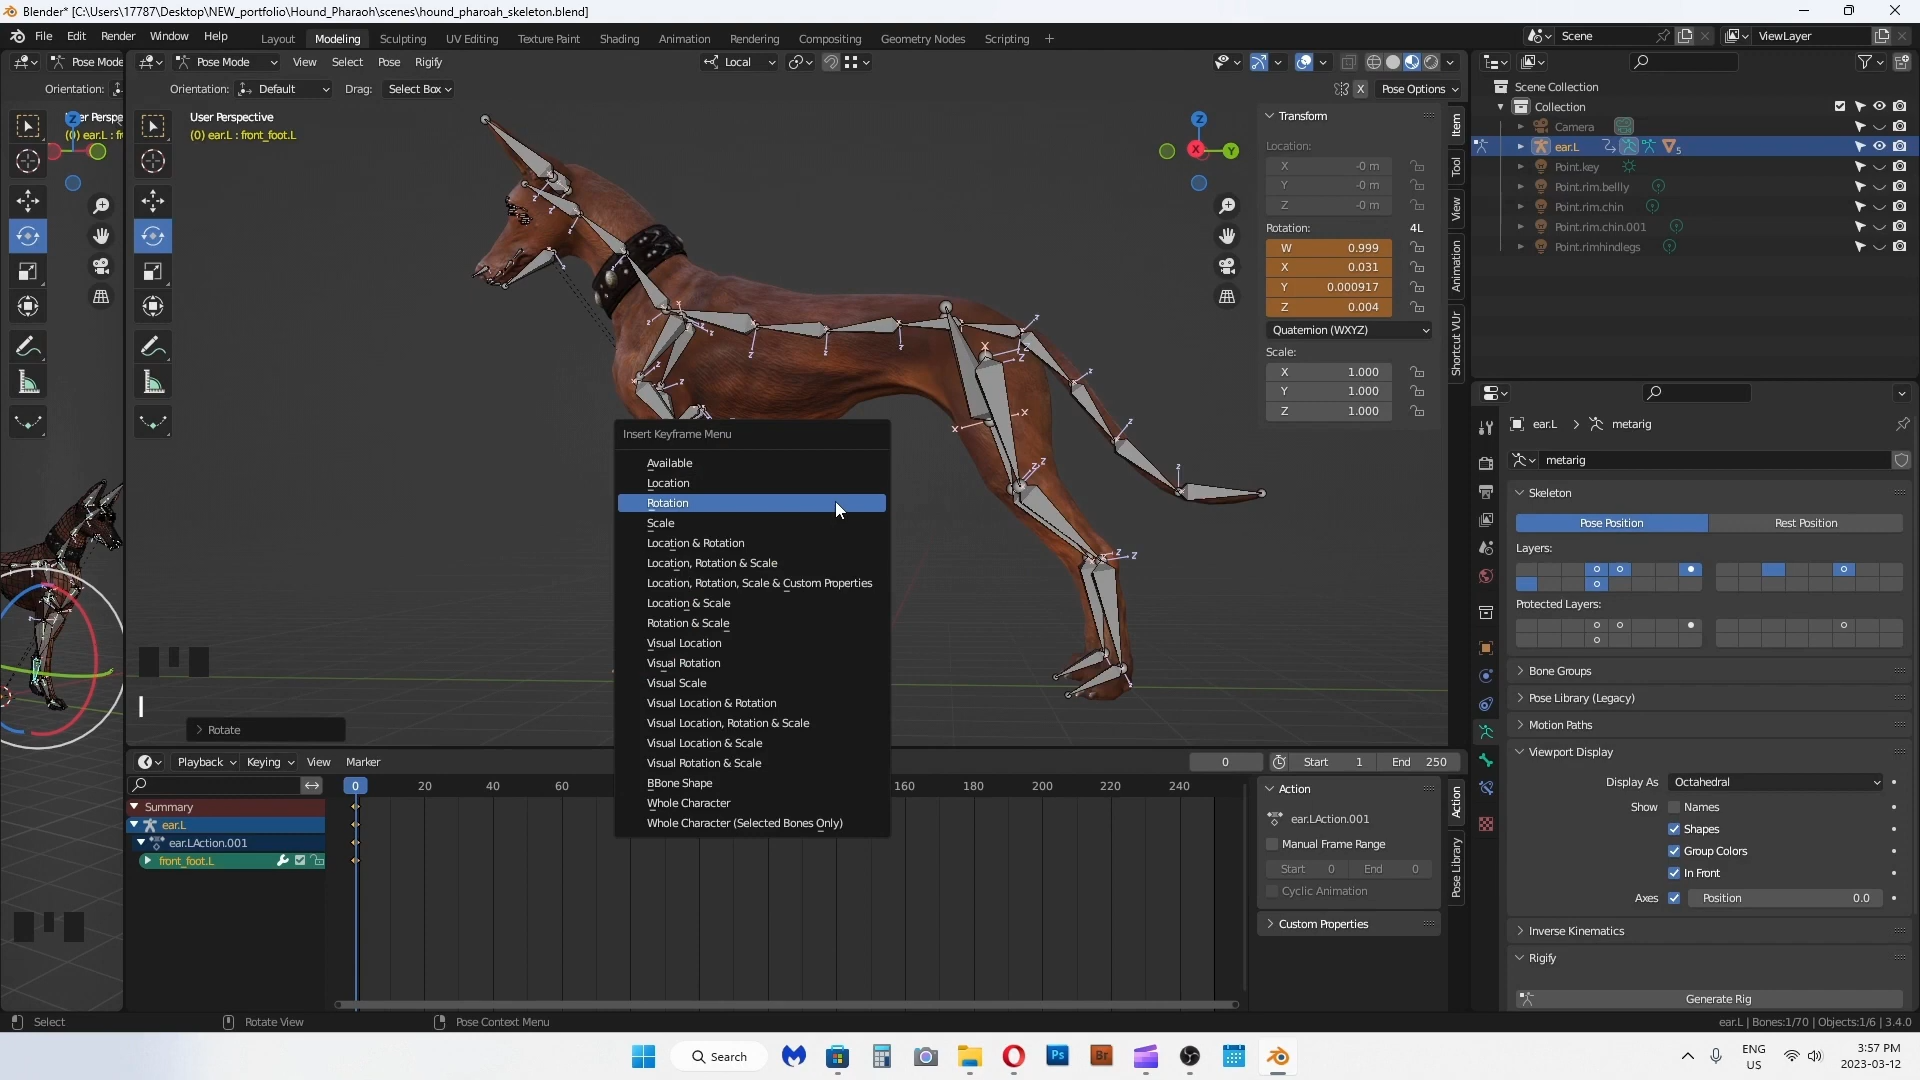 Blender* [C:\Users\17787\Desktop\NEW_portfolio\Hound_Pharaoh\scenes\hound_pharoah_skeleton.blend]
File Edit Render Window Help Layout Modeling Sculpting UV Editing Texture Paint Shading Animation Rendering Compositing Geometry Nodes Scripting + Scene ViewLayer
Pose Mode Pose Mode View Select Pose Rigify Local
Orientation: Orientation: Default Drag: Select Box X Pose Options
User Perspective
(0) ear.L : front_foot.L
Z
X
Y
Transform
Location:
X -0 m
Y -0 m
Z -0 m
Rotation: 4L
W 0.999
X 0.031
Y 0.000917
Z 0.004
Quaternion (WXYZ)
Scale:
X 1.000
Y 1.000
Z 1.000
Item
Tool
View
Animation
Shortcut VUr
Scene Collection
Collection
Camera
ear.L 5
Point.key
Point.rim.bellly
Point.rim.chin
Point.rim.chin.001
Point.rimhindlegs
Insert Keyframe Menu
Available
Location
Rotation
Scale
Location & Rotation
Location, Rotation & Scale
Location, Rotation, Scale & Custom Properties
Location & Scale
Rotation & Scale
Visual Location
Visual Rotation
Visual Scale
Visual Location & Rotation
Visual Location, Rotation & Scale
Visual Location & Scale
Visual Rotation & Scale
BBone Shape
Whole Character
Whole Character (Selected Bones Only)
I
Rotate
ear.L metarig
metarig
Skeleton
Pose Position Rest Position
Layers:
Protected Layers:
Bone Groups
Pose Library (Legacy)
Motion Paths
Viewport Display
Display As Octahedral
Show Names
Shapes
Group Colors
In Front
Axes Position 0.0
Inverse Kinematics
Rigify
Generate Rig
Playback Keying View Marker 0 Start 1 End 250
0 20 40 60 160 180 200 220 240
Summary
ear.L
ear.LAction.001
front_foot.L
Action
ear.LAction.001
Manual Frame Range
Start 0 End 0
Cyclic Animation
Custom Properties
Action
Pose Library
Select Rotate View Pose Context Menu ear.L | Bones:1/70 | Objects:1/6 | 3.4.0
Search Ps Br ENG
US
3:57 PM
2023-03-12